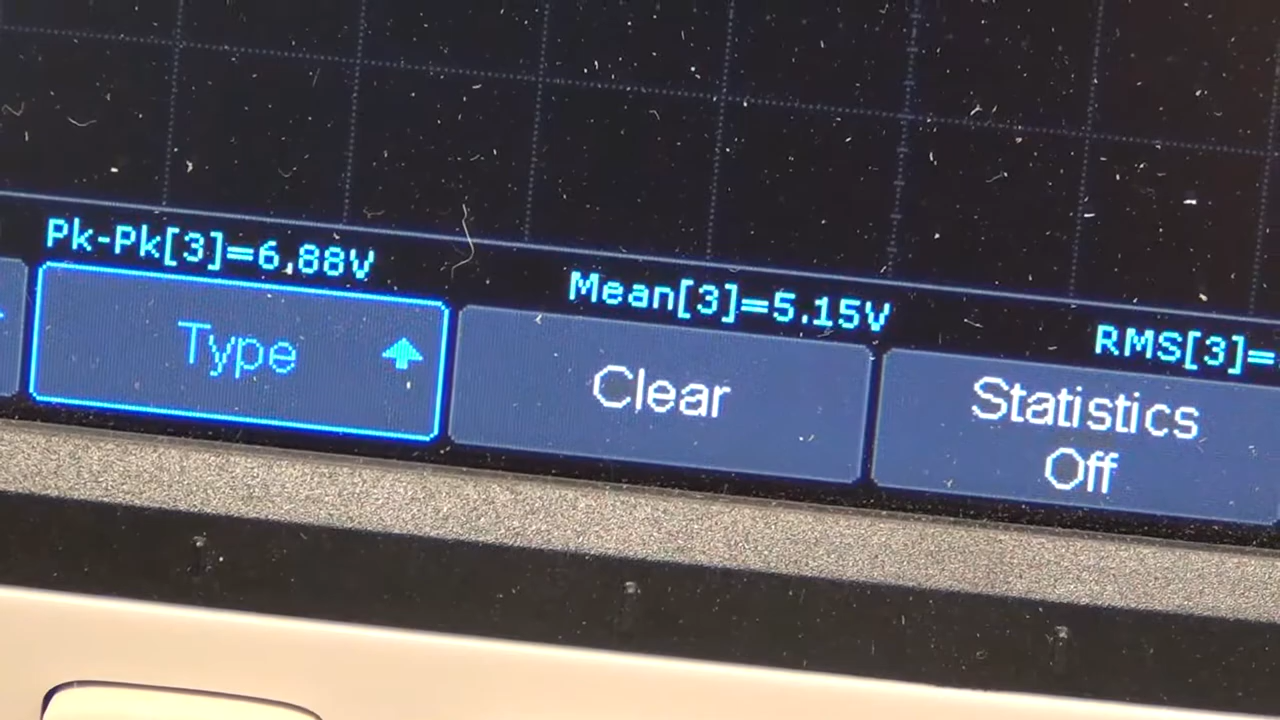 Pk-Pk[3]=6.88V
Mean[3]=5.15V
RMS[3]=
Type
Clear
Statistics
Off